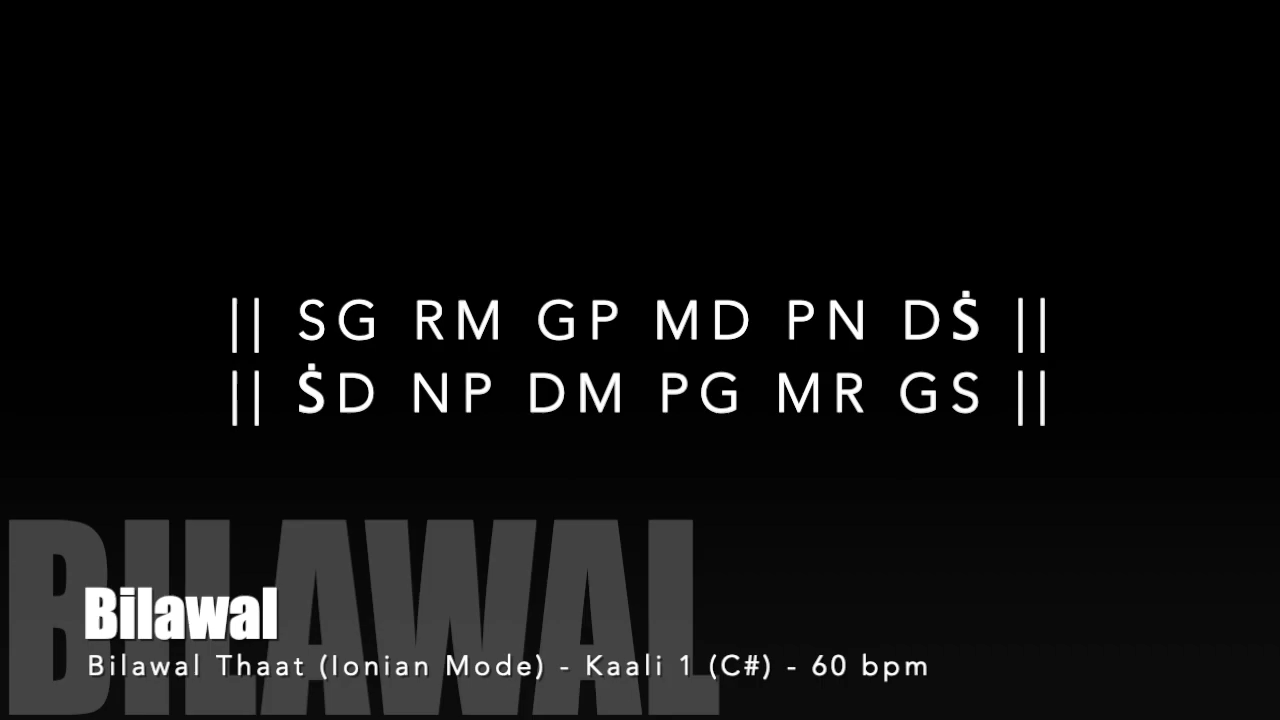 || SG RM GP MD PN DṠ ||
|| ṠD NP DM PG MR GS ||
BILAWAL
Bilawal
Bilawal Thaat (Ionian Mode) - Kaali 1 (C#) - 60 bpm